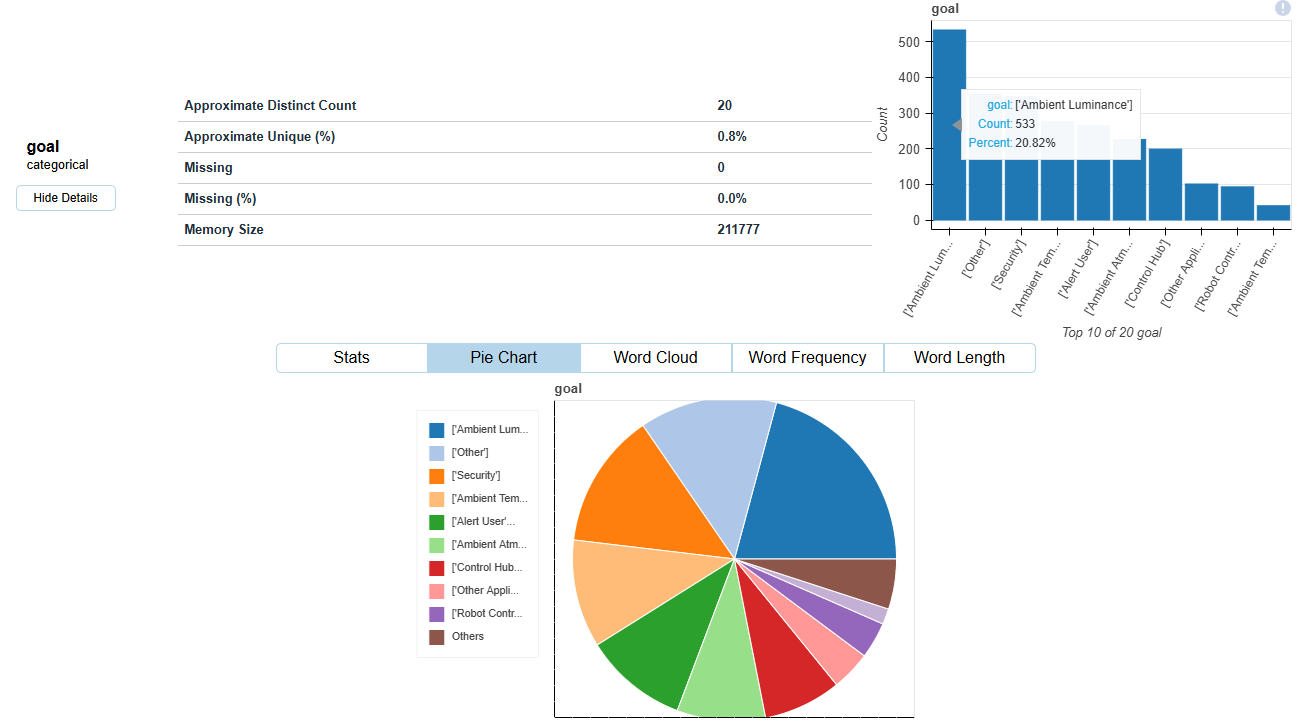 goal
categorical
Hide Details
Approximate Distinct Count 20
Approximate Unique (%) 0.8%
Missing 0
Missing (%) 0.0%
Memory Size 211777
goal
!
Count
500
400
300
200
100
0
goal: ['Ambient Luminance']
Count: 533
Percent: 20.82%
['Ambient Lum...
['Other']
['Security']
['Ambient Tem...
['Alert User']
['Ambient Atm...
['Control Hub']
['Other Appli...
['Robot Contr...
['Ambient Tem...
Top 10 of 20 goal
Stats Pie Chart Word Cloud Word Frequency Word Length
goal
['Ambient Lum...
['Other']
['Security']
['Ambient Tem...
['Alert User'...
['Ambient Atm...
['Control Hub...
['Other Appli...
['Robot Contr...
Others